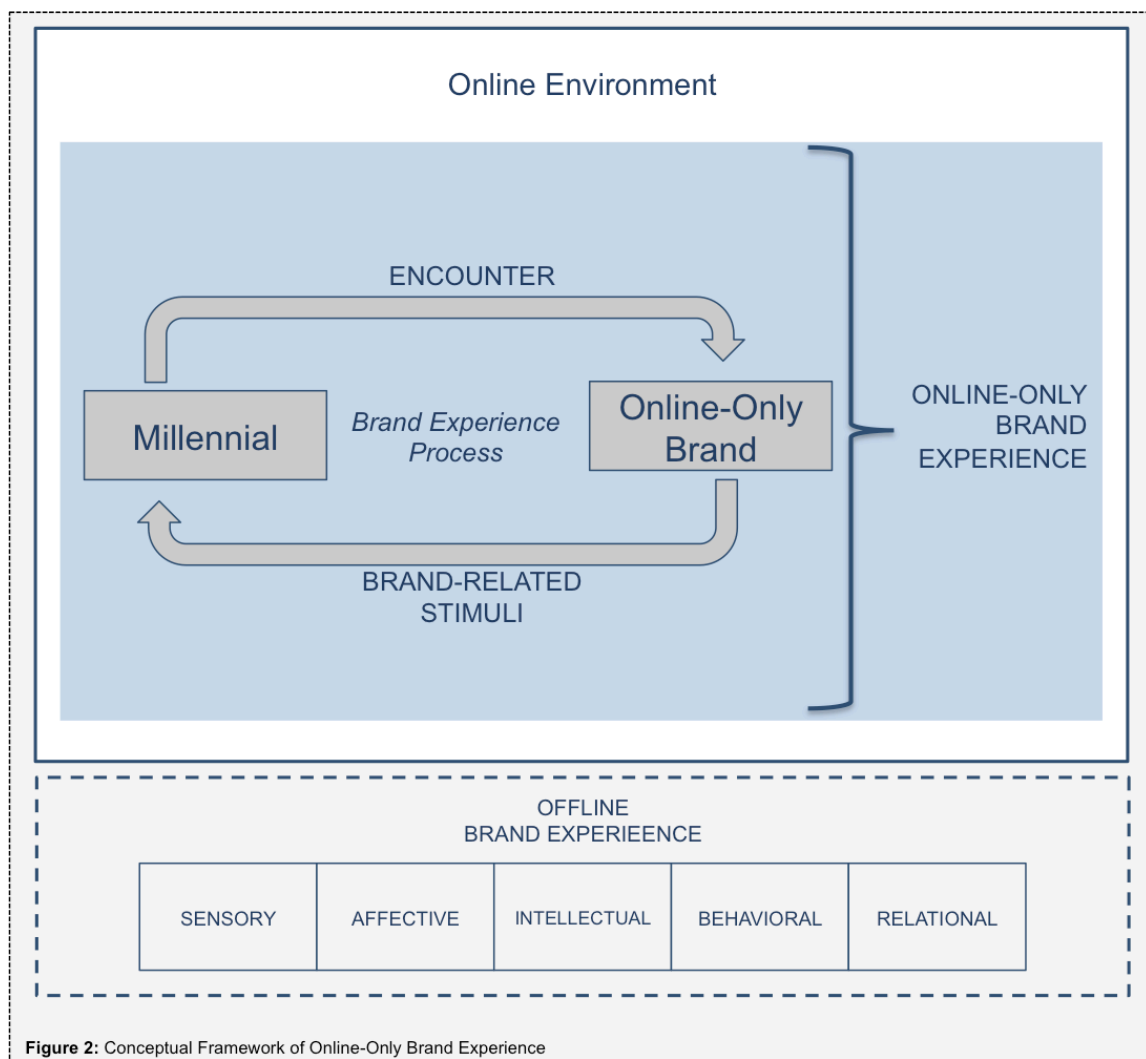 Online Environment
ENCOUNTER
Millennial
Brand Experience
Process
Online-Only
Brand
ONLINE-ONLY
BRAND
EXPERIENCE
BRAND-RELATED
STIMULI
OFFLINE
BRAND EXPERIEENCE
SENSORY
AFFECTIVE
INTELLECTUAL
BEHAVIORAL
RELATIONAL
Figure 2: Conceptual Framework of Online-Only Brand Experience